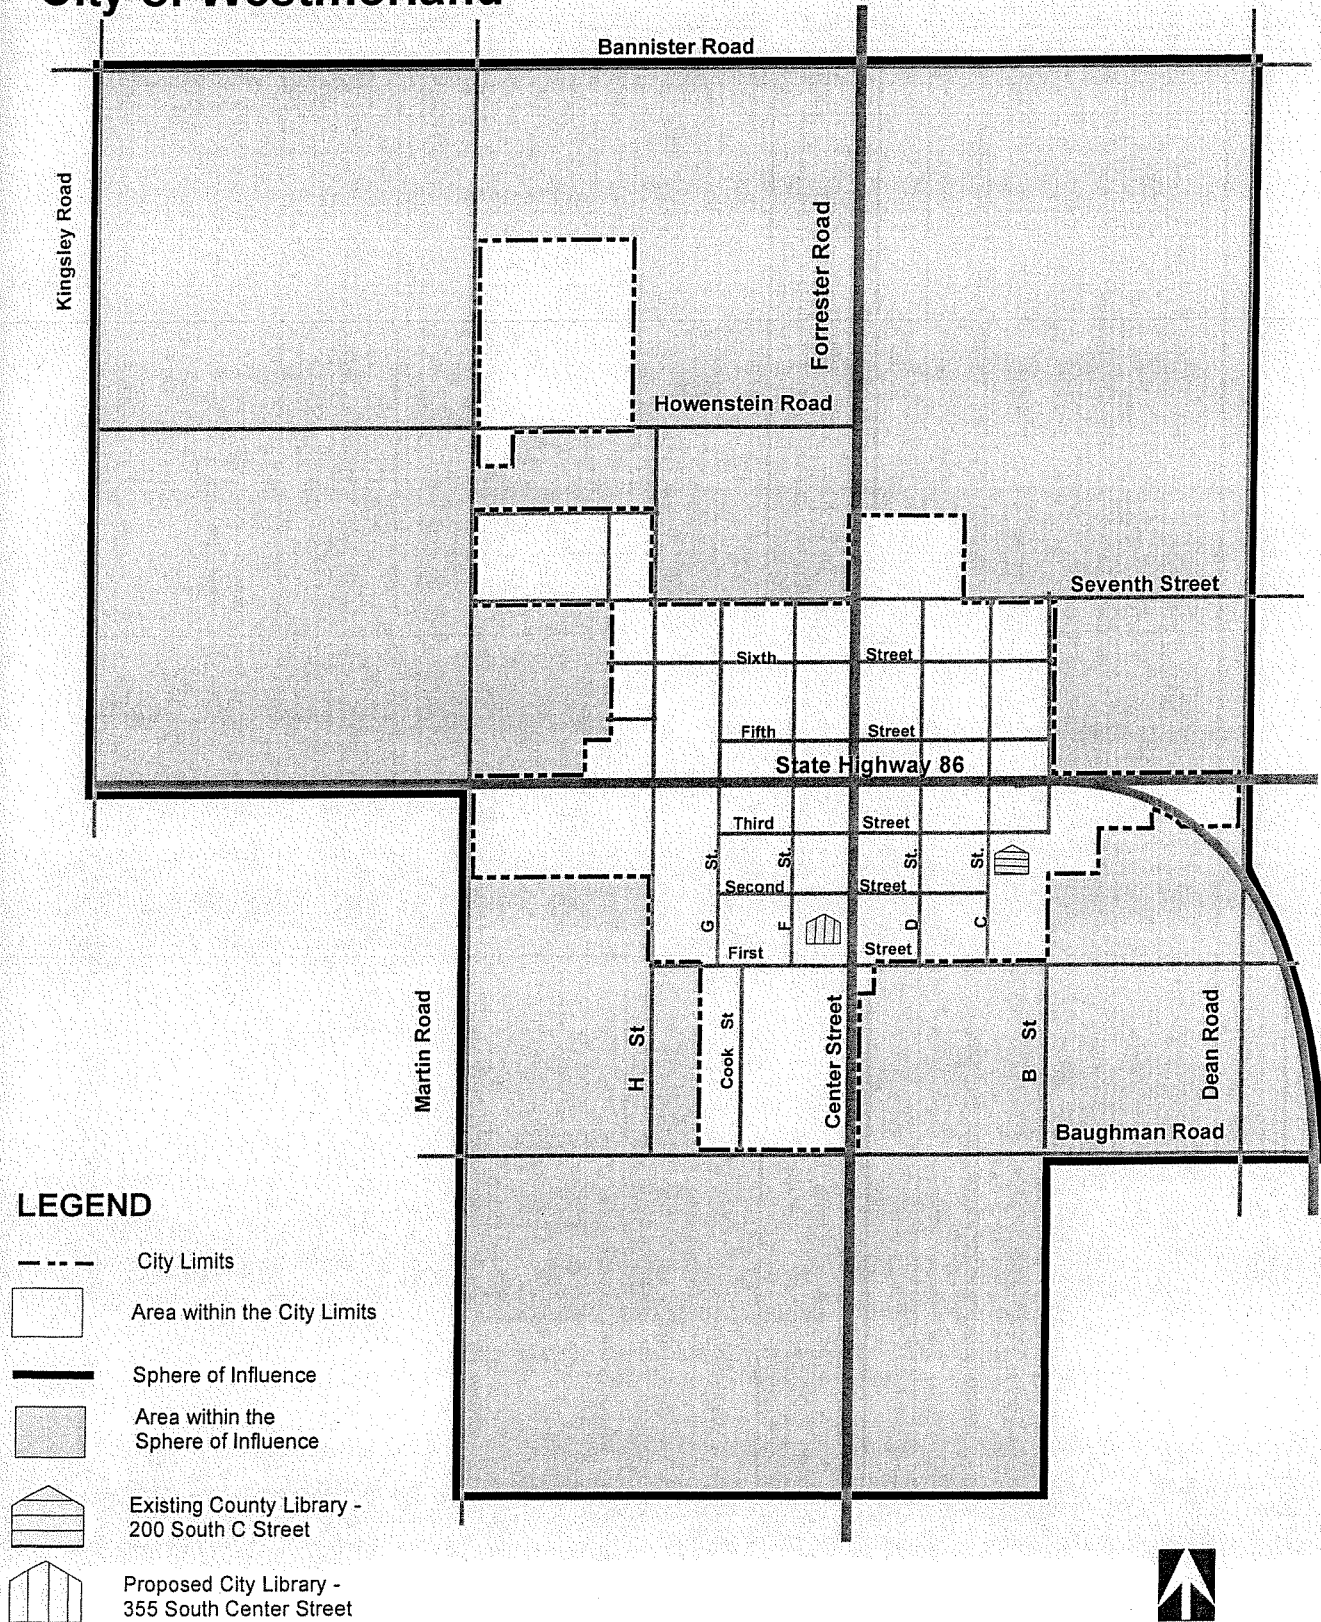 City of Westmorland
Bannister Road
Kingsley Road
Forrester Road
Howenstein Road
Seventh Street
Sixth Street
Fifth Street
State Highway 86
Third Street
G St.
F St.
D St.
C St.
Second Street
First Street
Martin Road
H St
Cook St
Center Street
B St
Dean Road
Baughman Road
LEGEND
City Limits
Area within the City Limits
Sphere of Influence
Area within the
Sphere of Influence
Existing County Library -
200 South C Street
Proposed City Library -
355 South Center Street